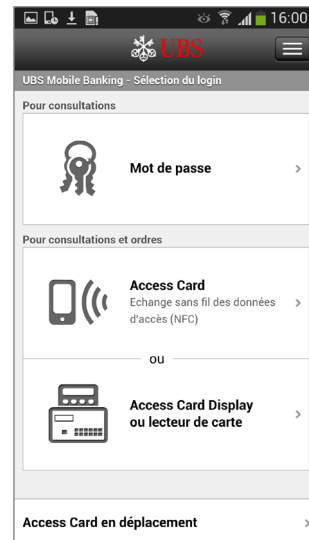 16:00
UBS
UBS Mobile Banking - Sélection du login
Pour consultations
Mot de passe
Pour consultations et ordres
Access Card
Echange sans fil des données
d'accès (NFC)
ou
Access Card Display
ou lecteur de carte
Access Card en déplacement